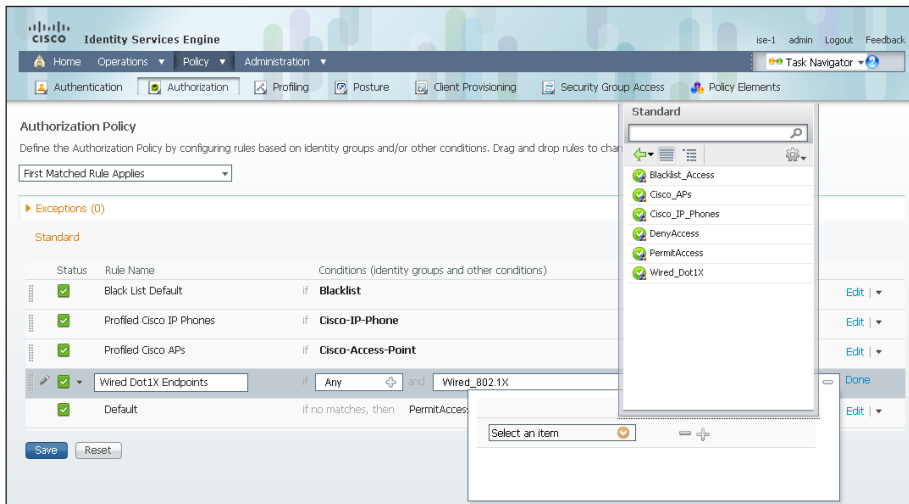 CISCO Identity Services Engine
ise-1 admin Logout Feedback
Home Operations ▼ Policy ▼ Administration ▼
Task Navigator
Authentication Authorization Profiling Posture Client Provisioning Security Group Access Policy Elements
Standard
Authorization Policy
Define the Authorization Policy by configuring rules based on identity groups and/or other conditions. Drag and drop rules to
First Matched Rule Applies
Blacklist_Access
Cisco_APs
Cisco_IP_Phones
DenyAccess
PermitAccess
Wired_Dot1X
Exceptions (0)
Standard
Status Rule Name Conditions (identity groups and other conditions)
Black List Default if Blacklist Edit |
Profiled Cisco IP Phones if Cisco-IP-Phone Edit |
Profiled Cisco APs if Cisco-Access-Point Edit |
Wired Dot1X Endpoints if Any and Wired_802.1X Done
Default if no matches, then PermitAcces Edit |
Select an item
Save Reset